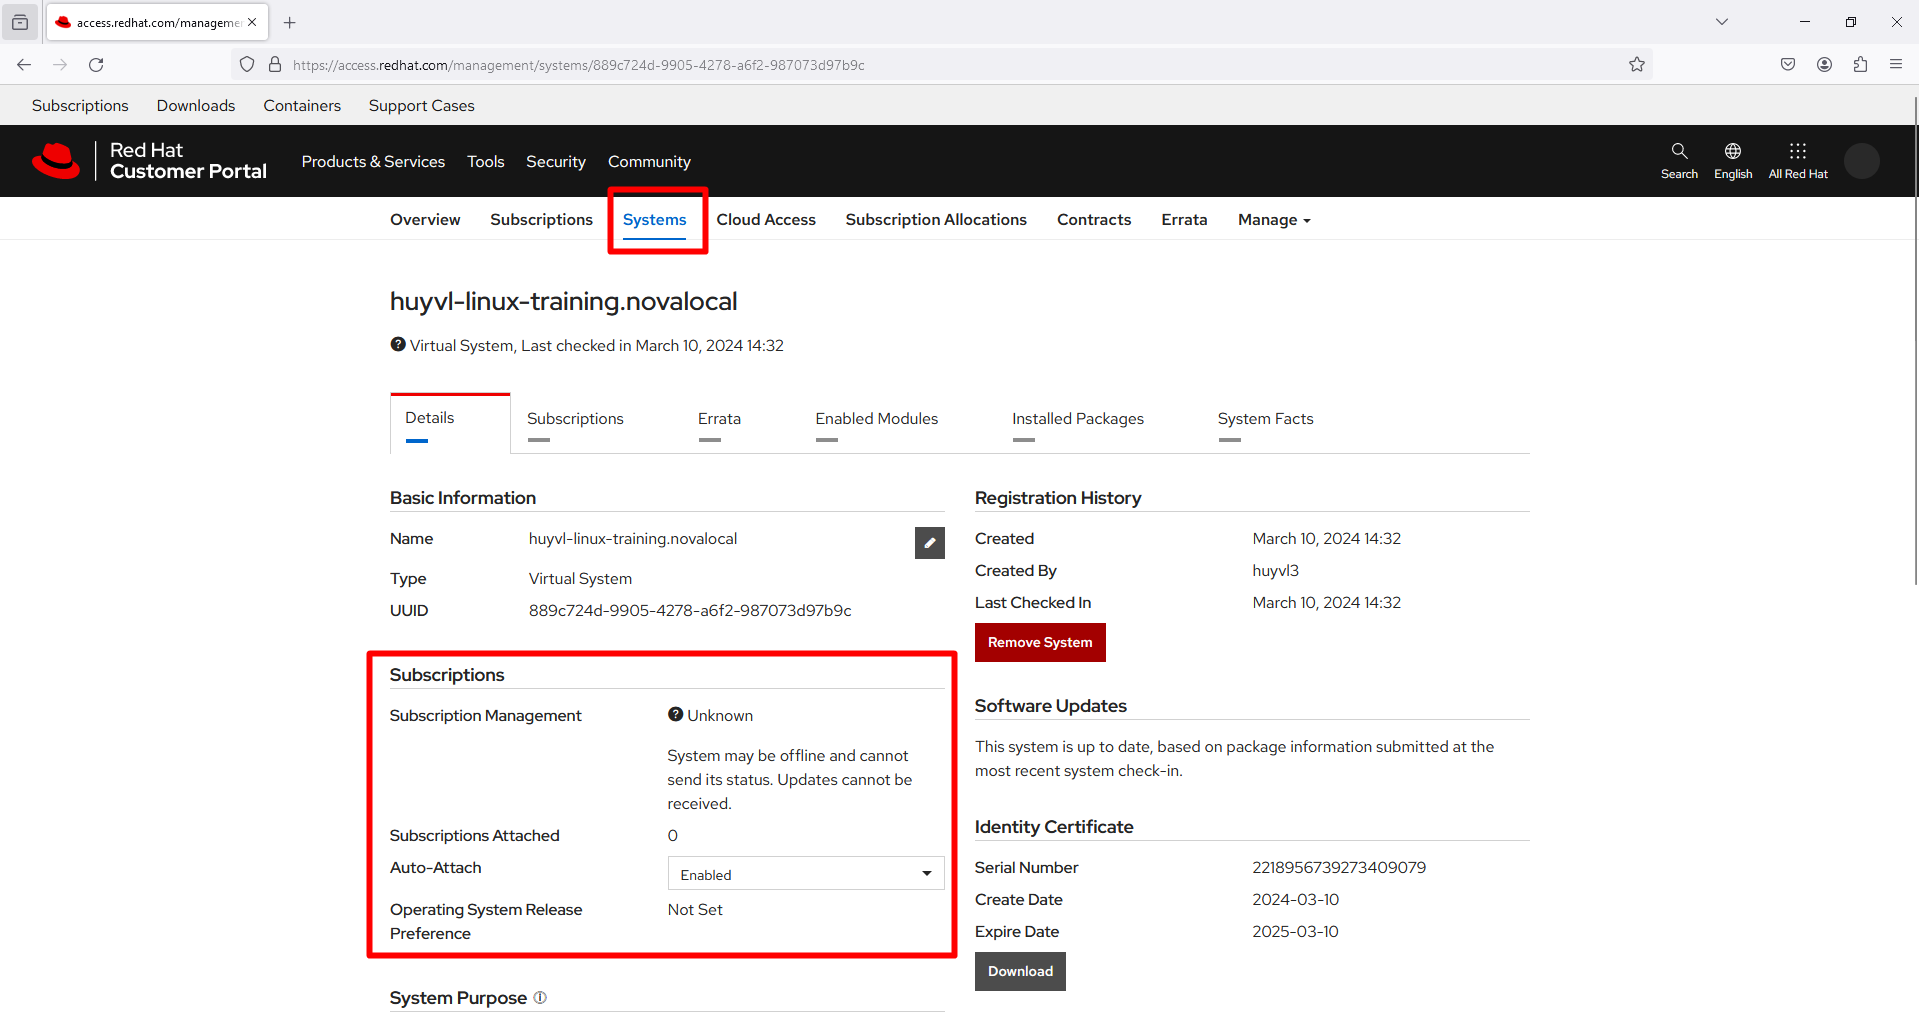 access.redhat.com/manageme
https://access.redhat.com/management/systems/889c724d-9905-4278-a6f2-987073d97b9c
Subscriptions Downloads Containers Support Cases
Red Hat
Customer Portal
Products & Services Tools Security Community
Search English All Red Hat
Overview Subscriptions Systems Cloud Access Subscription Allocations Contracts Errata Manage
huyvl-linux-training.novalocal
Virtual System, Last checked in March 10, 2024 14:32
Details Subscriptions Errata Enabled Modules Installed Packages System Facts
Basic Information
Name huyvl-linux-training.novalocal
Type Virtual System
UUID 889c724d-9905-4278-a6f2-987073d97b9c
Subscriptions
Subscription Management Unknown
System may be offline and cannot
send its status. Updates cannot be
received.
Subscriptions Attached 0
Auto-Attach Enabled
Operating System Release Not Set
Preference
System Purpose
Registration History
Created March 10, 2024 14:32
Created By huyvl3
Last Checked In March 10, 2024 14:32
Remove System
Software Updates
This system is up to date, based on package information submitted at the
most recent system check-in.
Identity Certificate
Serial Number 2218956739273409079
Create Date 2024-03-10
Expire Date 2025-03-10
Download